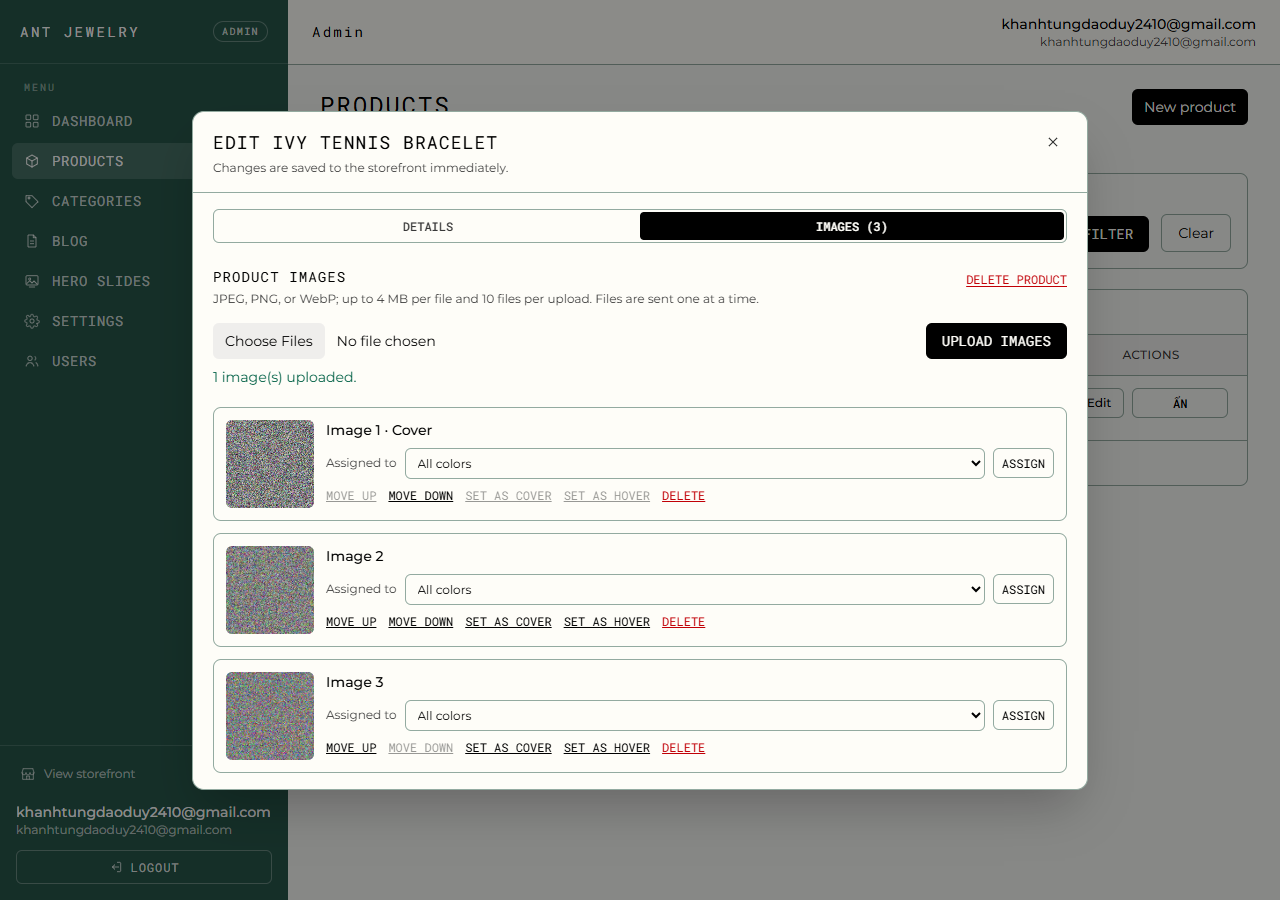 ANT JEWELRY
ADMIN
MENU
DASHBOARD
PRODUCTS
CATEGORIES
BLOG
HERO SLIDES
SETTINGS
USERS
View storefront
khanhtungdaoduy2410@gmail.com
khanhtungdaoduy2410@gmail.com
LOGOUT
Admin
khanhtungdaoduy2410@gmail.com
khanhtungdaoduy2410@gmail.com
PRODUCTS
New product
FILTER
Clear
ACTIONS
Edit
ẨN
EDIT IVY TENNIS BRACELET
Changes are saved to the storefront immediately.
DETAILS
IMAGES (3)
PRODUCT IMAGES
DELETE PRODUCT
JPEG, PNG, or WebP; up to 4 MB per file and 10 files per upload. Files are sent one at a time.
Choose Files No file chosen
UPLOAD IMAGES
1 image(s) uploaded.
Image 1 · Cover
Assigned to All colors ASSIGN
MOVE UP MOVE DOWN SET AS COVER SET AS HOVER DELETE
Image 2
Assigned to All colors ASSIGN
MOVE UP MOVE DOWN SET AS COVER SET AS HOVER DELETE
Image 3
Assigned to All colors ASSIGN
MOVE UP MOVE DOWN SET AS COVER SET AS HOVER DELETE